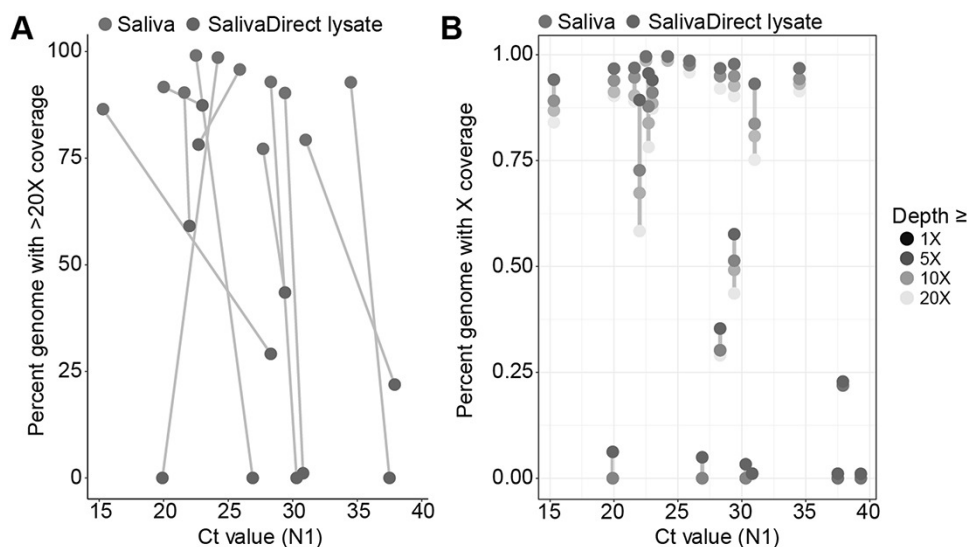 A
Saliva SalivaDirect lysate
Percent genome with >20X coverage
100
75
50
25
0
15 20 25 30 35 40
Ct value (N1)
B
Saliva SalivaDirect lysate
Percent genome with X coverage
1.00
0.75
0.50
0.25
0.00
15 20 25 30 35 40
Ct value (N1)
Depth ≥
1X
5X
10X
20X